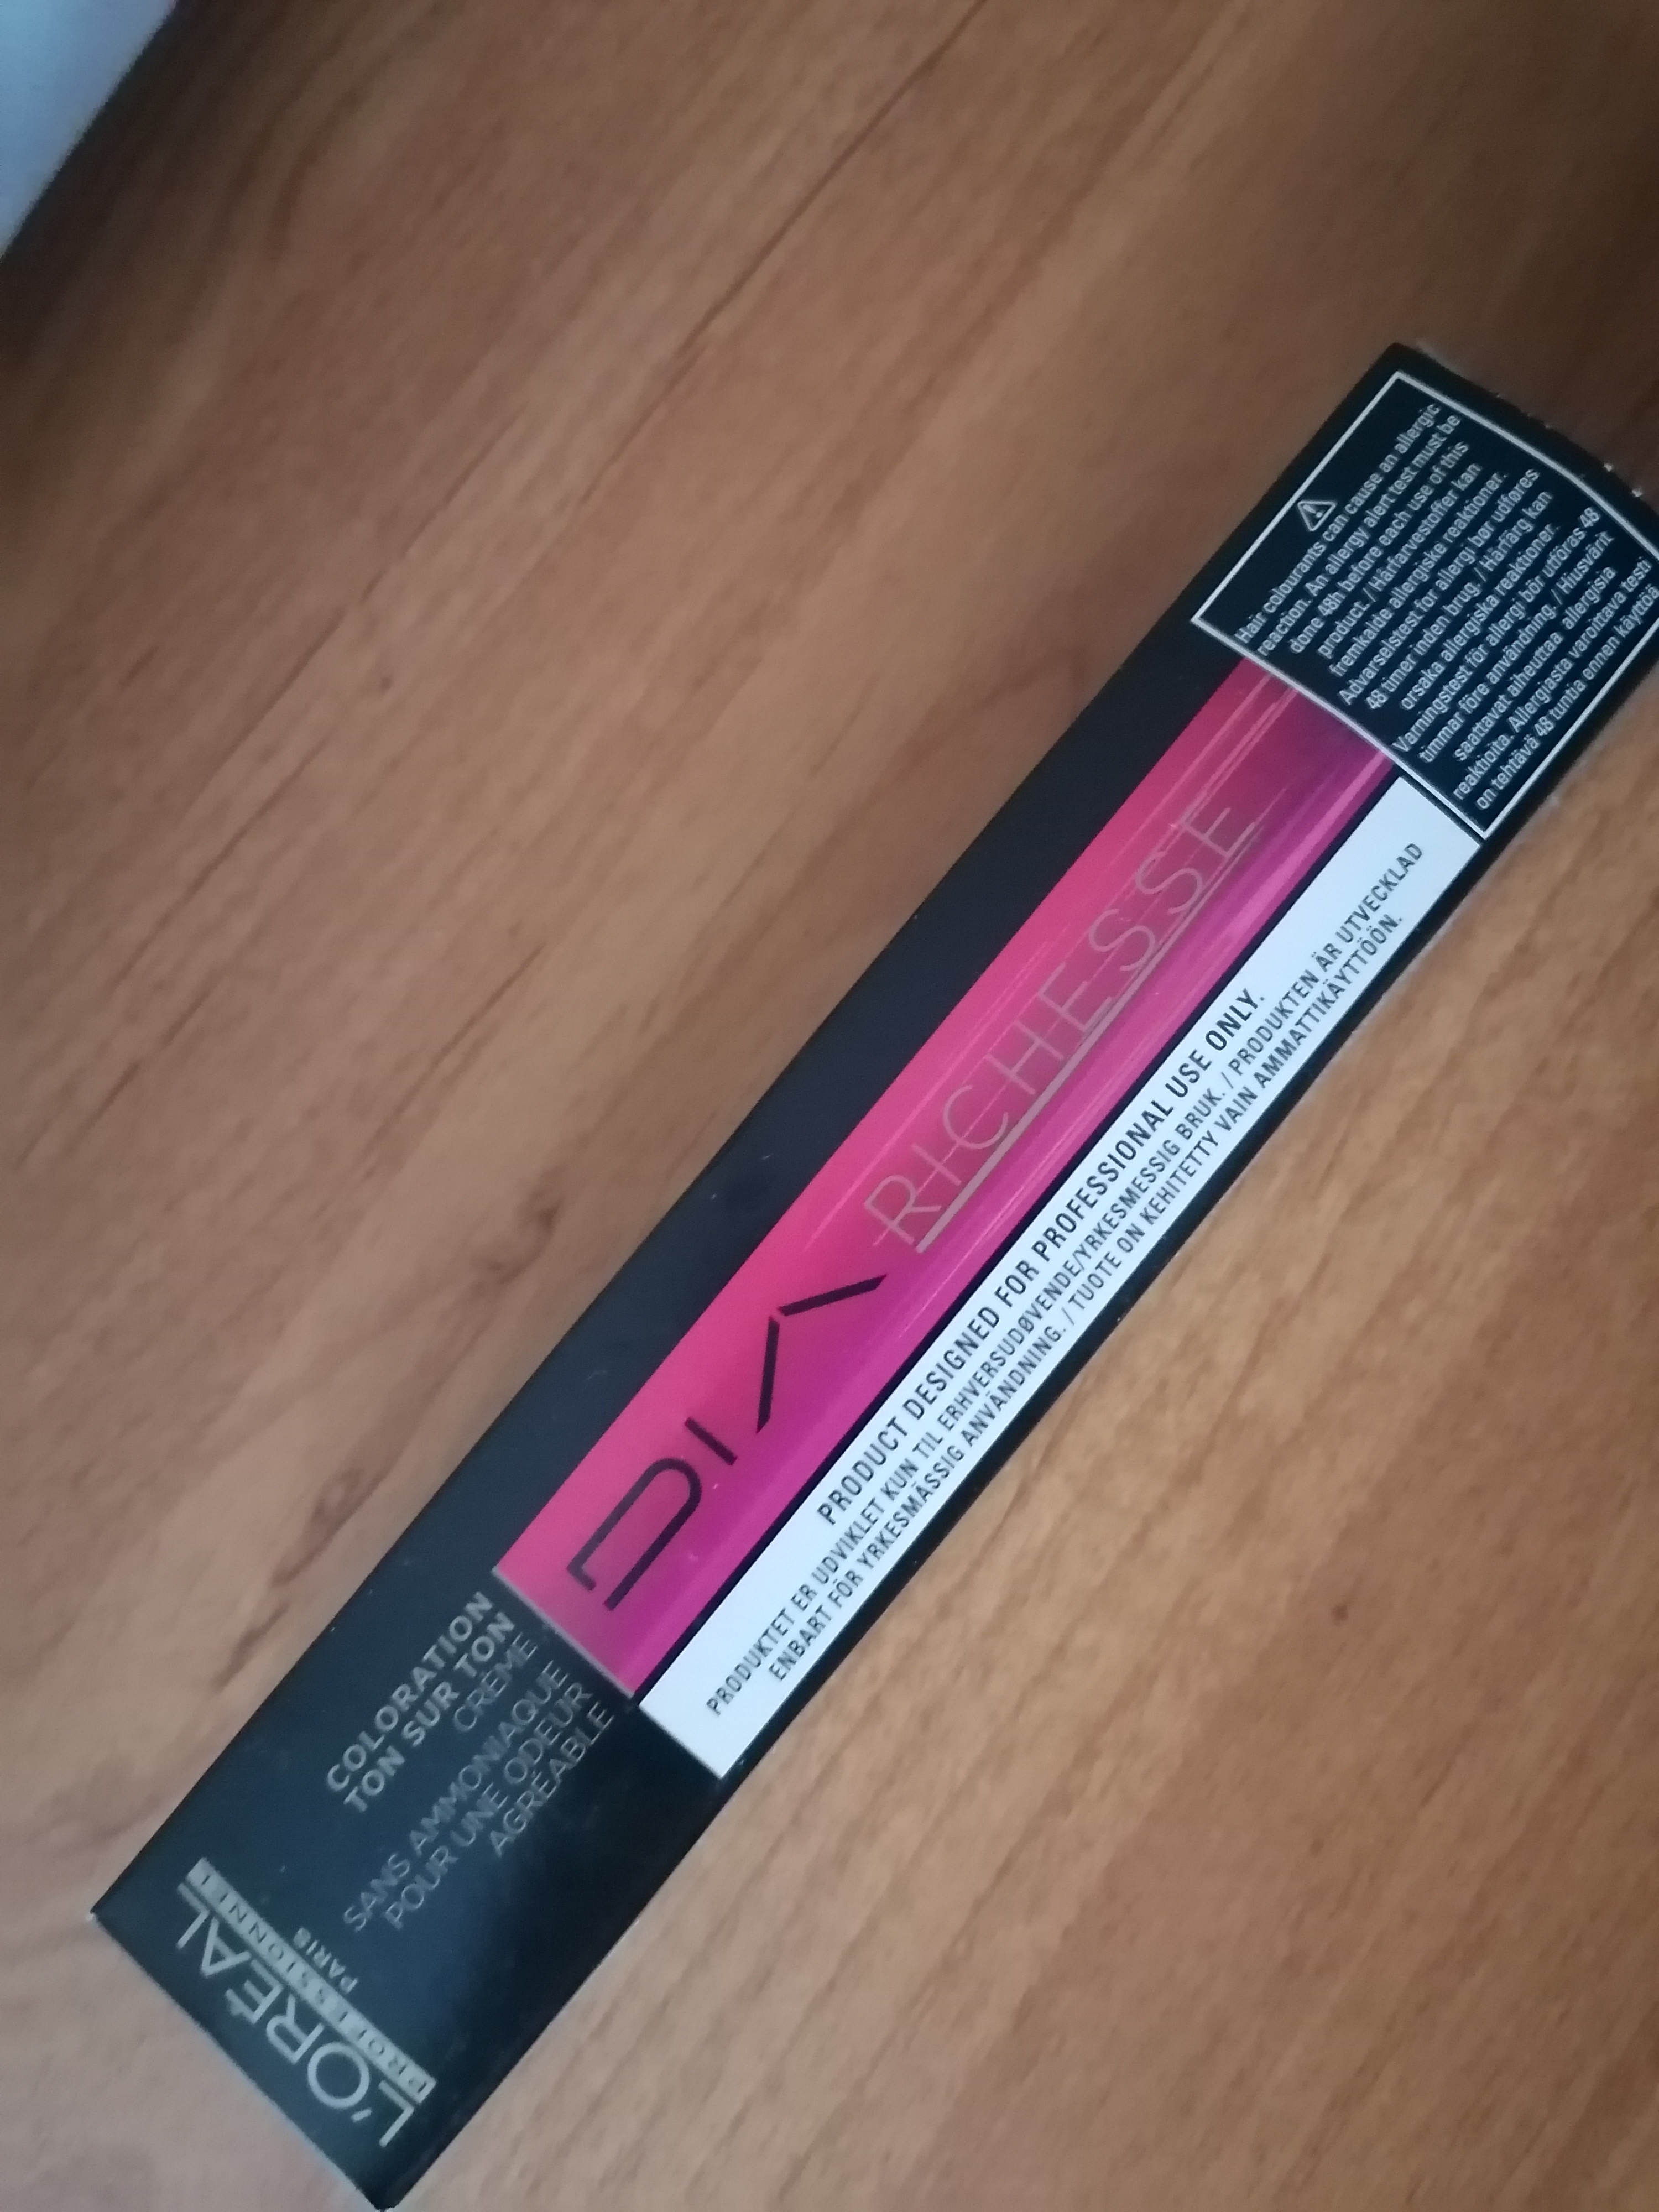 L'ORÉAL
PROFESSIONNEL
PARIS
COLORATION
TON SUR TON
CRÈME
SANS AMMONIAQUE
POUR UNE ODEUR
AGRÉABLE
DIA
RICHESSE
PRODUCT DESIGNED FOR PROFESSIONAL USE ONLY.
PRODUKTET ER UDVIKLET KUN TIL ERHVERSUDØVENDE/YRKESMESSIG BRUK. / PRODUKTEN ÄR UTVECKLAD
ENBART FÖR YRKESMÄSSIG ANVÄNDNING. / TUOTE ON KEHITETTY VAIN AMMATTIKÄYTTÖÖN.
Hair colourants can cause an allergic
reaction. An allergy alert test must be
done 48h before each use of this
product. / Hårfarvestoffer kan
fremkalde allergiske reaktioner.
Advarselstest for allergi bør udføres
48 timer inden brug. / Hårfärg kan
orsaka allergiska reaktioner.
Varningstest för allergi bör utföras 48
timmar före användning. / Hiusvärit
saattavat aiheuttaa allergisia
reaktioita. Allergiasta varoittava testi
on tehtävä 48 tuntia ennen käyttöä